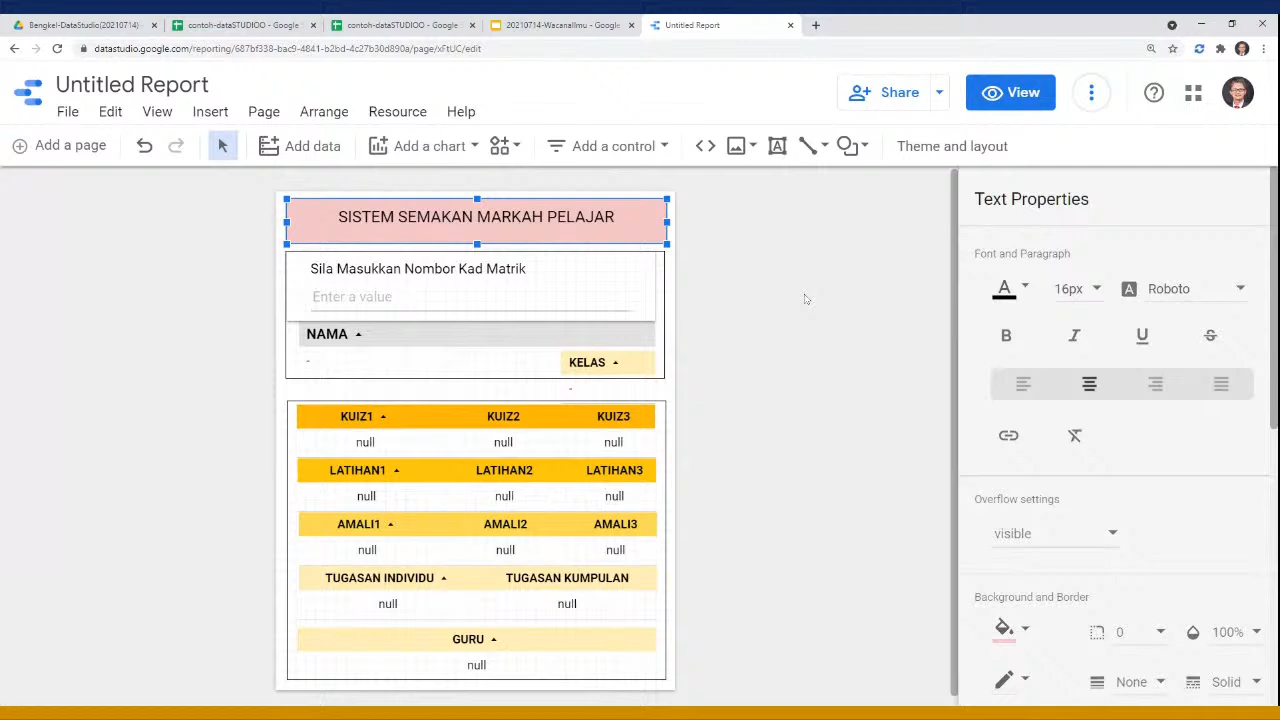 Bengkel-DataStudio(20210714)
contoh-dataSTUDIOO - Google
contoh-dataSTUDIOO - Google
20210714-WacanaIlmu - Google
Untitled Report
datastudio.google.com/reporting/687bf338-bac9-4841-b2bd-4c27b30d890a/page/xFtUC/edit
Untitled Report
File Edit View Insert Page Arrange Resource Help
Share
View
Add a page
Add data
Add a chart
Add a control
Theme and layout
SISTEM SEMAKAN MARKAH PELAJAR
Sila Masukkan Nombor Kad Matrik
Enter a value
NAMA
-
KELAS
-
KUIZ1 KUIZ2 KUIZ3
null null null
LATIHAN1 LATIHAN2 LATIHAN3
null null null
AMALI1 AMALI2 AMALI3
null null null
TUGASAN INDIVIDU TUGASAN KUMPULAN
null null
GURU
null
Text Properties
Font and Paragraph
A 16px A Roboto
B I U S
Overflow settings
visible
Background and Border
0 100%
None Solid